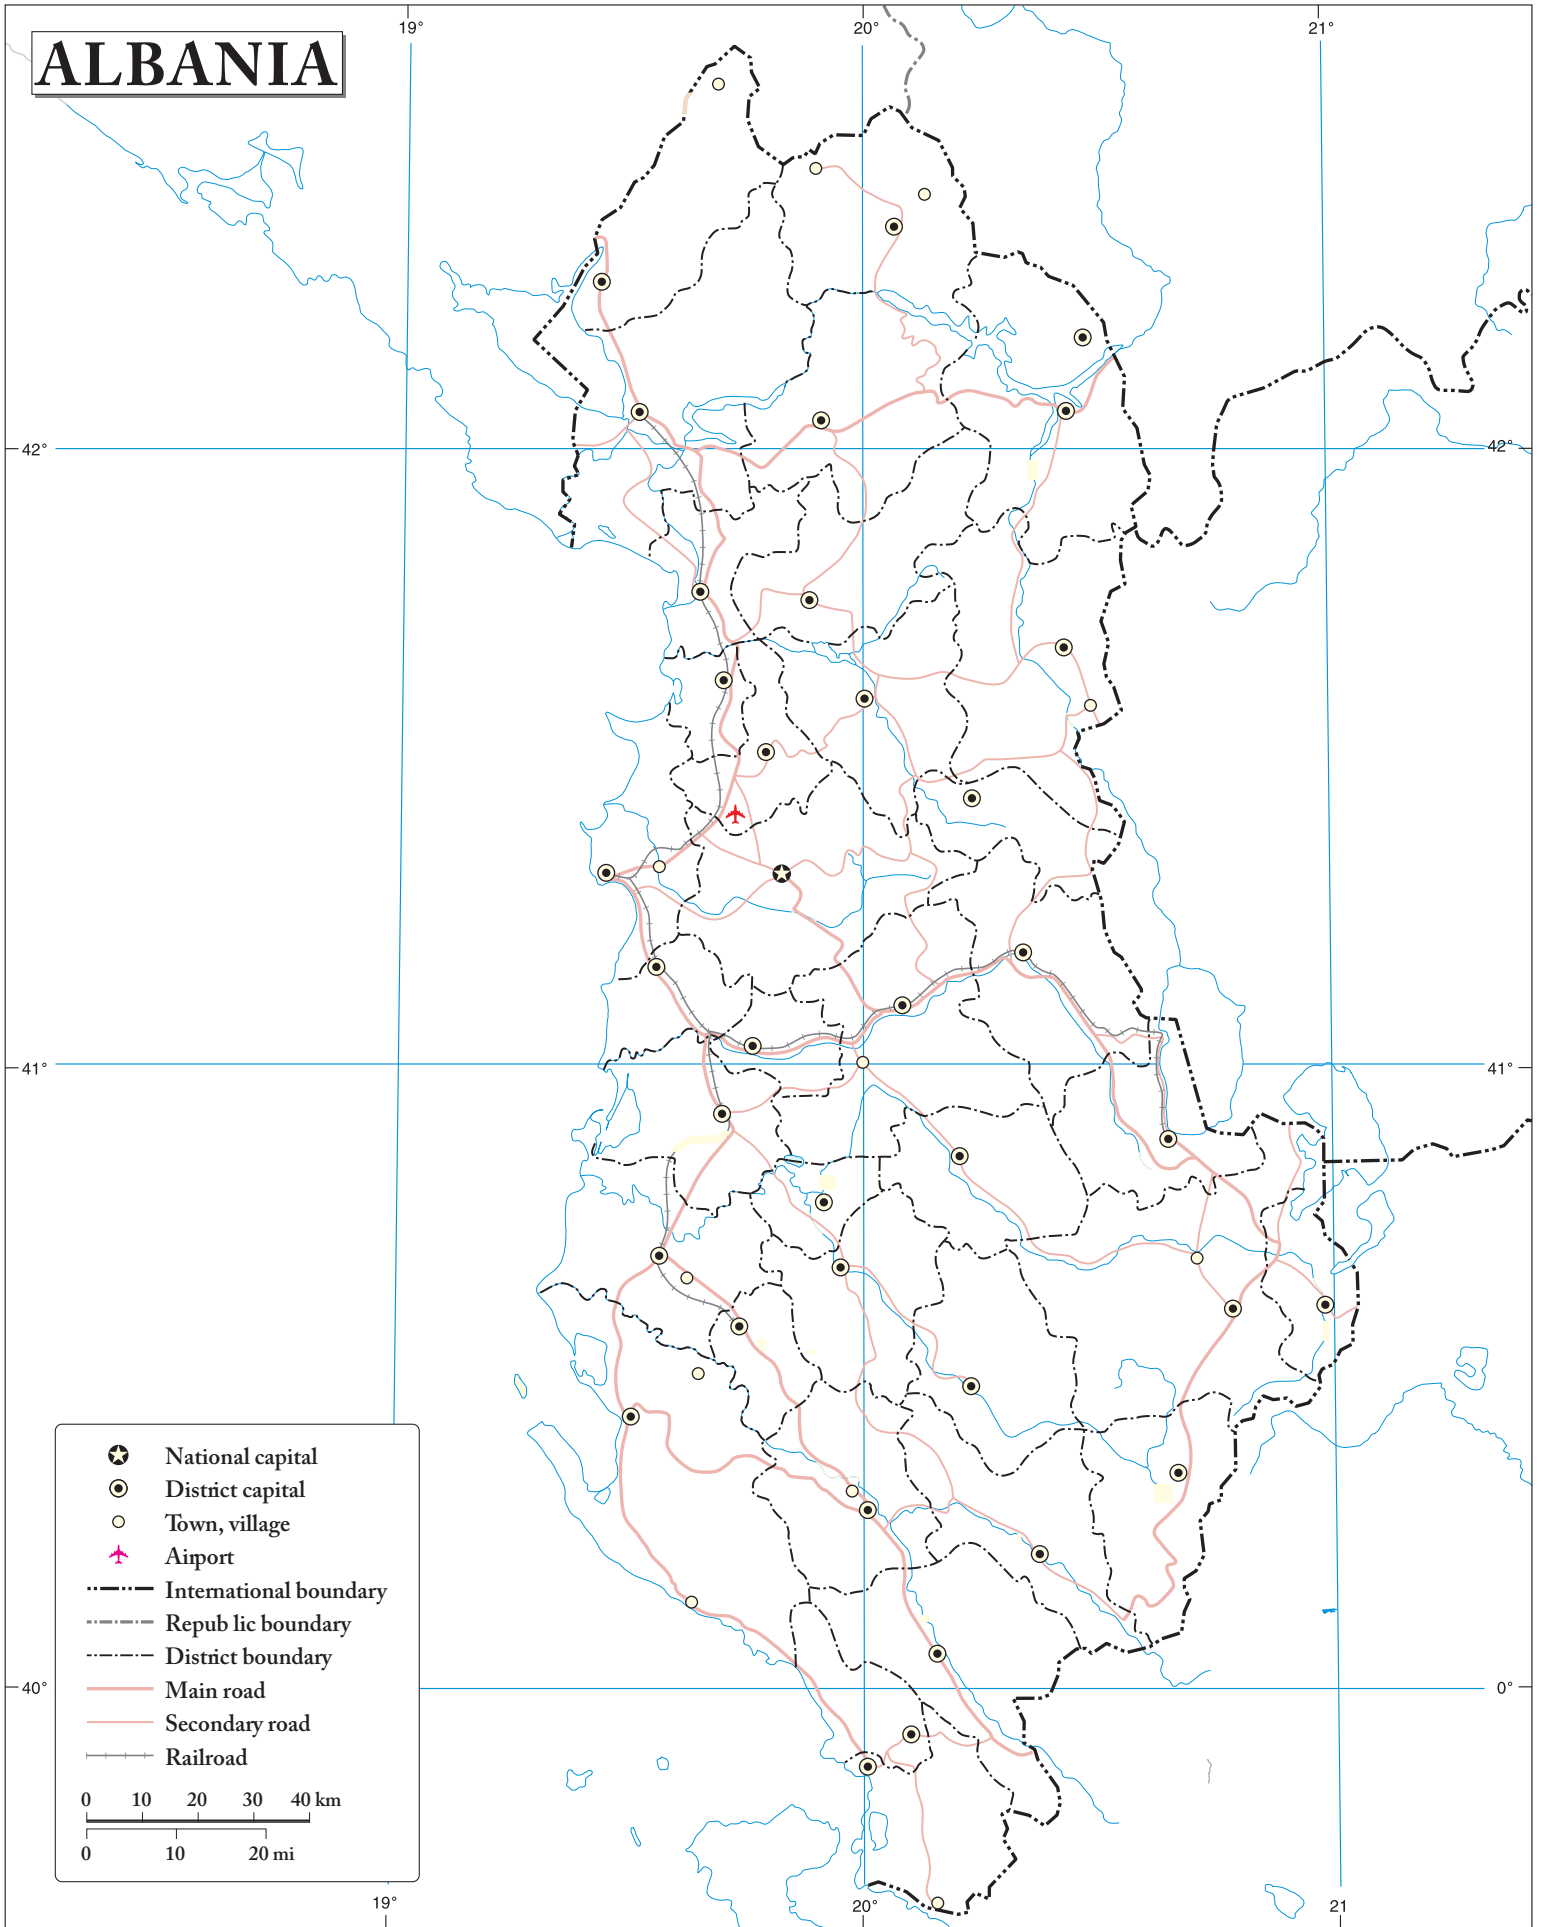 19° 20° 21°
ALBANIA
42° 42°
41° 41°
National capital
District capital
Town, village
Airport
International boundary
Repub lic boundary
District boundary
Main road
Secondary road
Railroad
40° 0°
0 10 20 30 40 km
0 10 20 mi
19° 20° 21